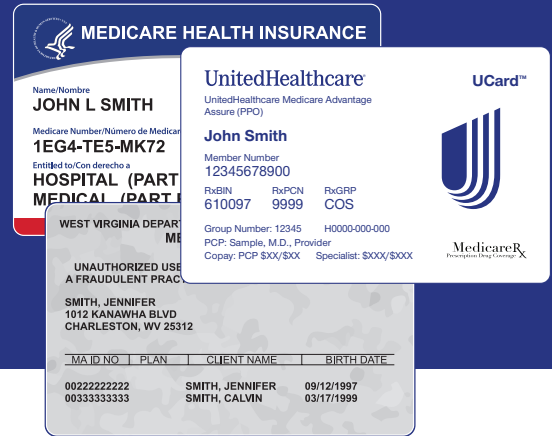 MEDICARE HEALTH INSURANCE
Name/Nombre
JOHN L SMITH
Medicare Number/Número de Medicar
1EG4-TE5-MK72
Entitled to/Con derecho a
HOSPITAL (PART
MEDICAL (PART
UnitedHealthcare
UCard™
UnitedHealthcare Medicare Advantage
Assure (PPO)
John Smith
Member Number
12345678900
RxBIN RxPCN RxGRP
610097 9999 COS
Group Number: 12345 H0000-000-000
PCP: Sample, M.D., Provider
Copay: PCP $XX/$XX Specialist: $XXX/$XXX
MedicareRx
Prescription Drug Coverage
WEST VIRGINIA DEPAR
ME
UNAUTHORIZED USE
A FRAUDULENT PRAC
SMITH, JENNIFER
1012 KANAWHA BLVD
CHARLESTON, WV 25312
MA ID NO PLAN CLIENT NAME BIRTH DATE
00222222222 SMITH, JENNIFER 09/12/1997
00333333333 SMITH, CALVIN 03/17/1999